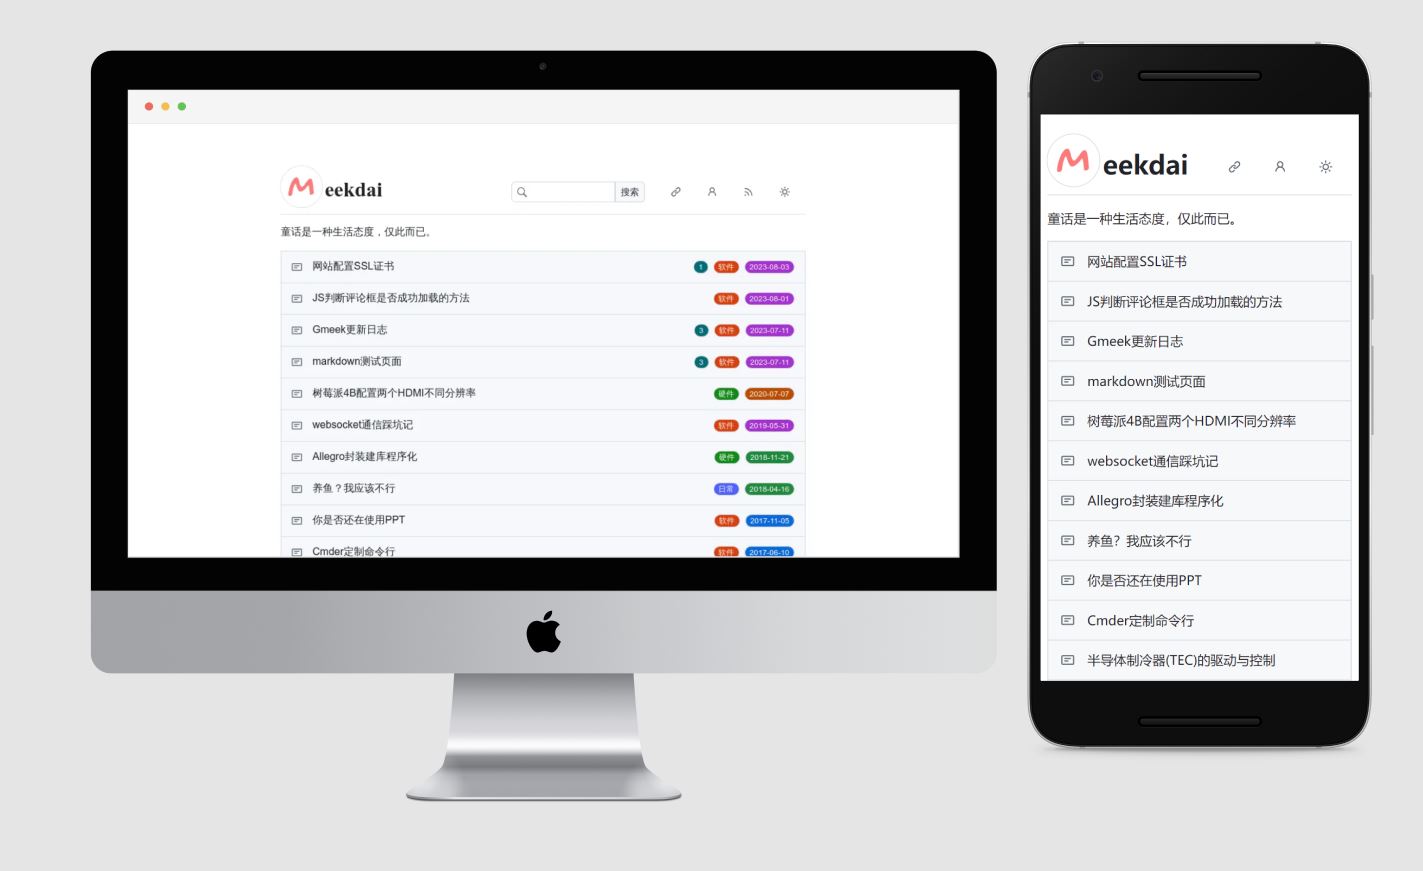 Meekdai
搜索
童话是一种生活态度，仅此而已。
网站配置SSL证书 1 软件 2023-08-03
JS判断评论框是否成功加载的方法 软件 2023-08-01
Gmeek更新日志 3 软件 2023-07-11
markdown测试页面 3 软件 2023-07-11
树莓派4B配置两个HDMI不同分辨率 硬件 2020-07-07
websocket通信踩坑记 软件 2019-05-31
Allegro封装建库程序化 硬件 2018-11-21
养鱼？我应该不行 日常 2018-04-16
你是否还在使用PPT 软件 2017-11-05
Cmder定制命令行 软件 2017-06-10
Meekdai
童话是一种生活态度，仅此而已。
网站配置SSL证书
JS判断评论框是否成功加载的方法
Gmeek更新日志
markdown测试页面
树莓派4B配置两个HDMI不同分辨率
websocket通信踩坑记
Allegro封装建库程序化
养鱼？我应该不行
你是否还在使用PPT
Cmder定制命令行
半导体制冷器(TEC)的驱动与控制